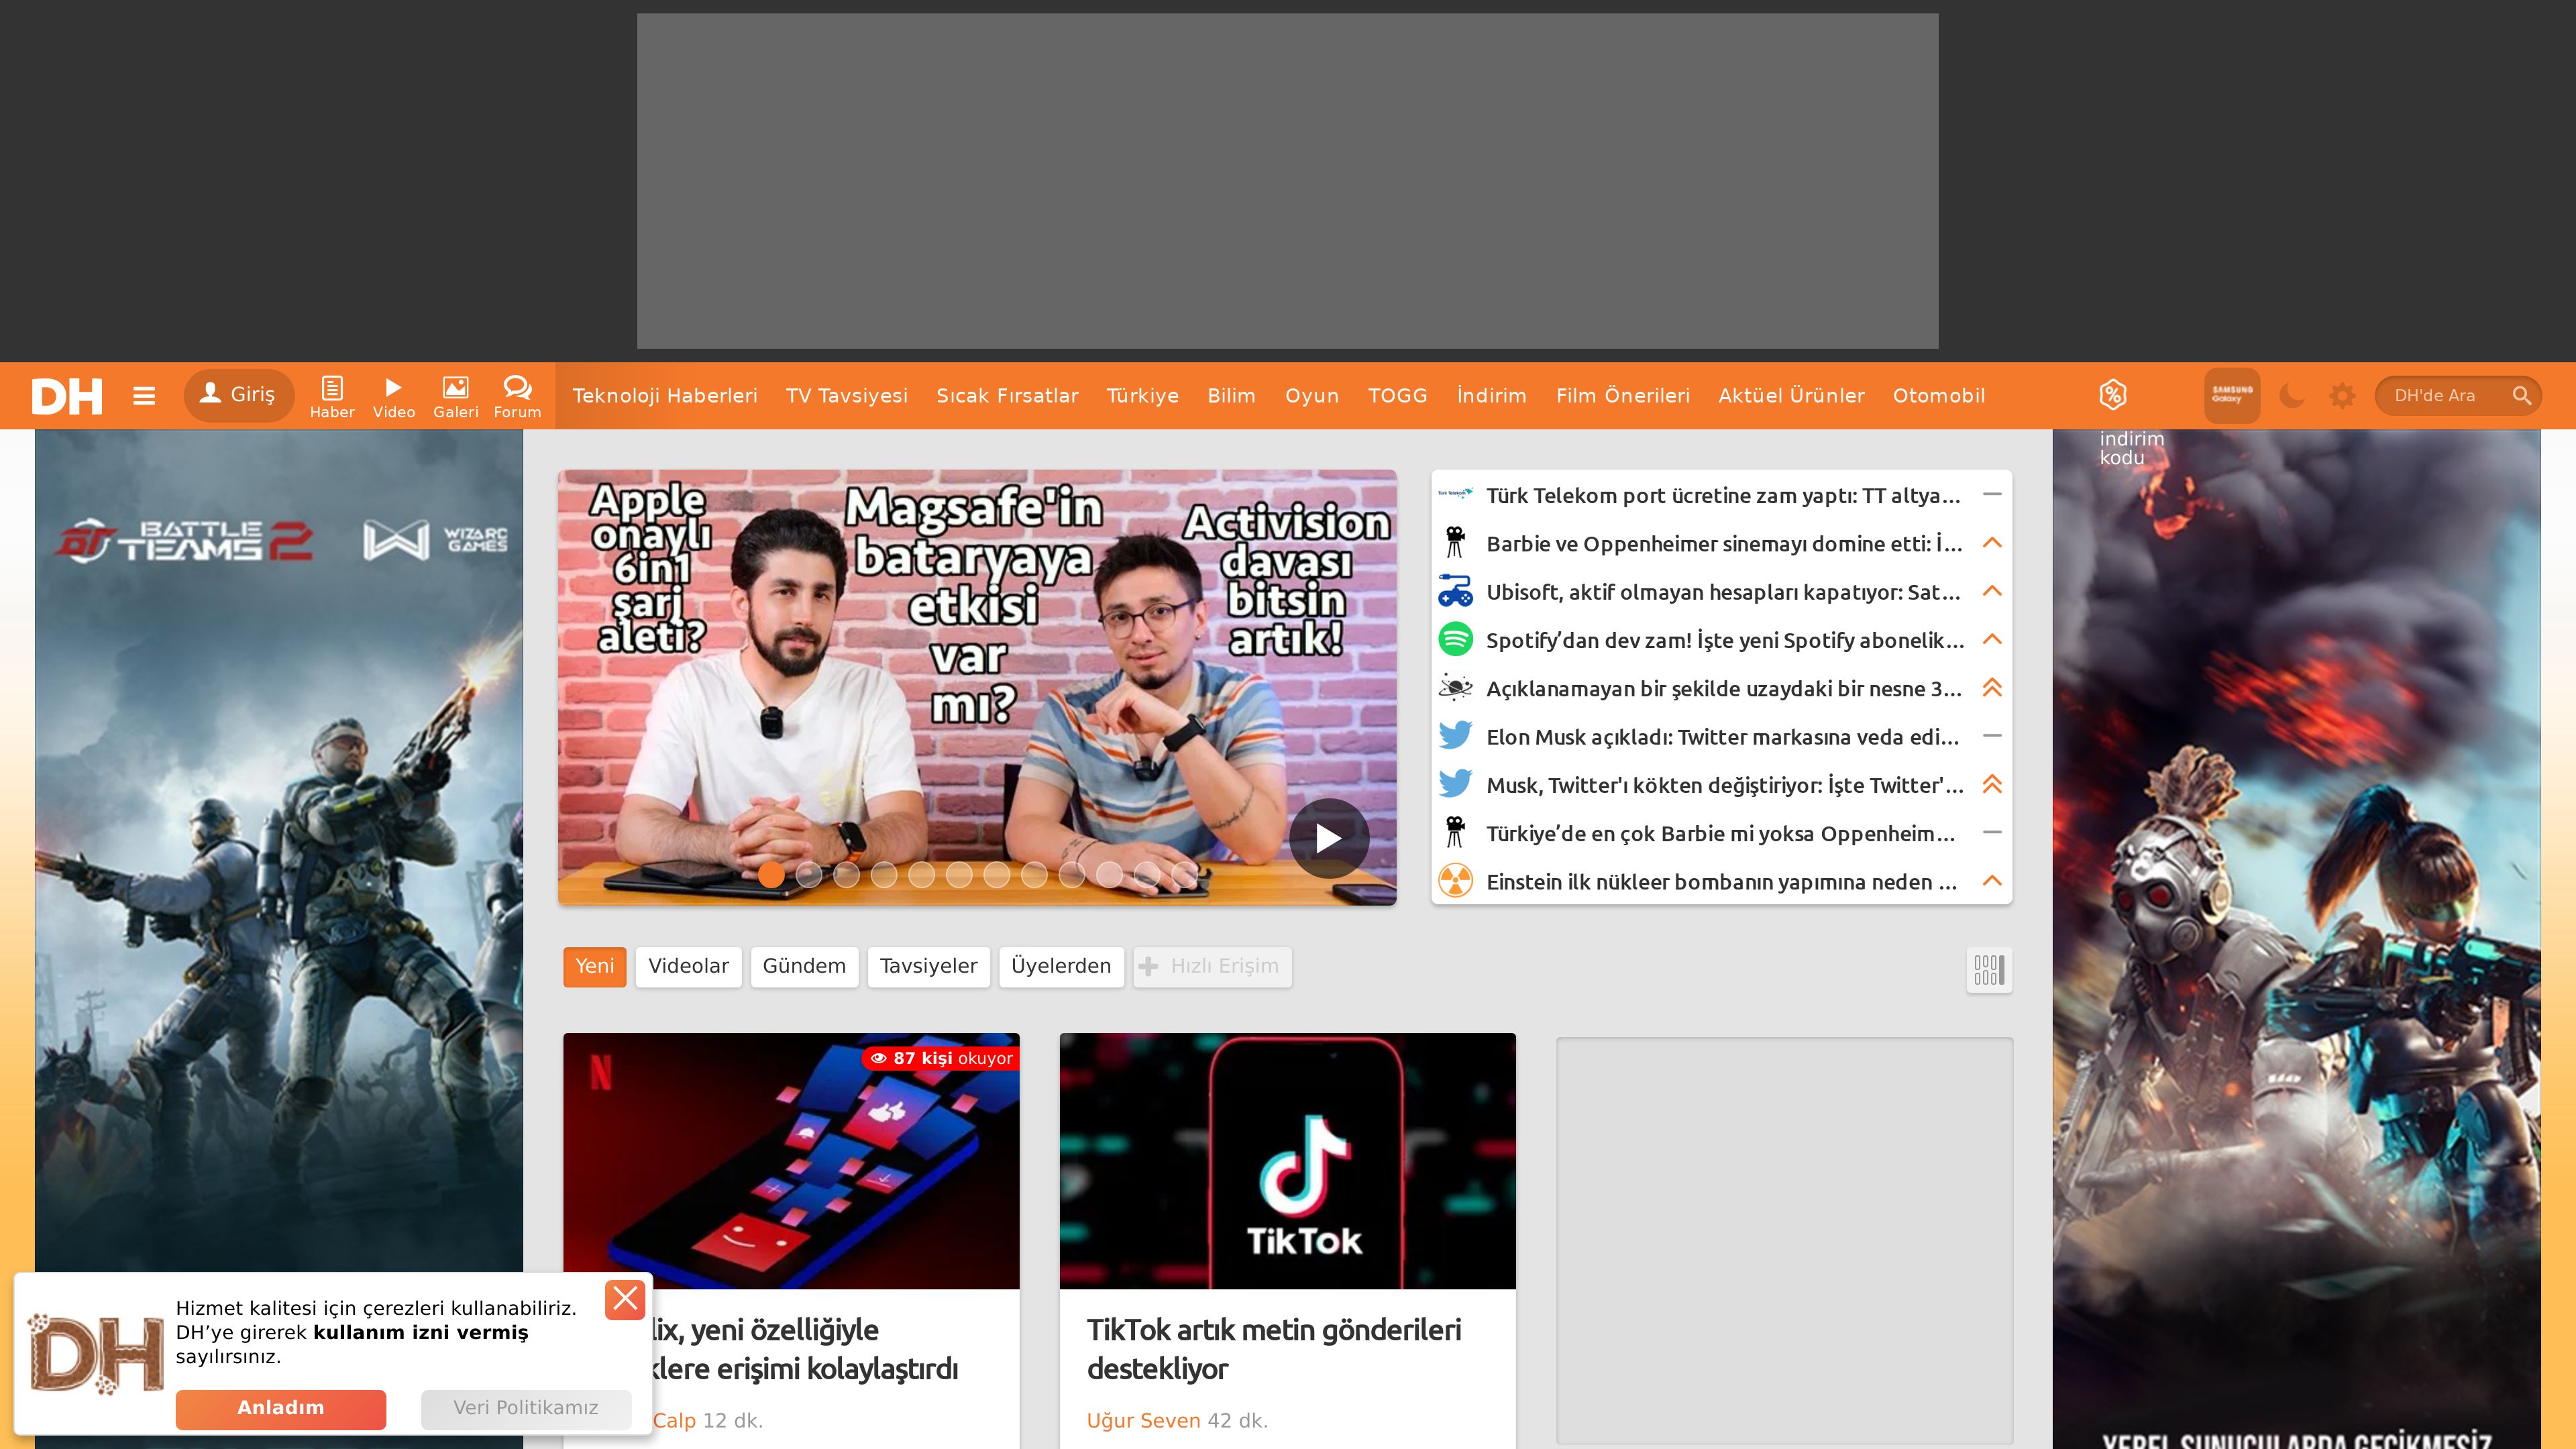 DH
Giriş
Haber
Video
Galeri
Forum
Teknoloji Haberleri
TV Tavsiyesi
Sıcak Fırsatlar
Türkiye
Bilim
Oyun
TOGG
İndirim
Film Önerileri
Aktüel Ürünler
Otomobil
SAMSUNG
Galaxy
DH'de Ara
indirim
kodu
BATTLE
TEAMS 2
WIZARD
GAMES
Apple
onaylı
6in1
şarj
aleti?
Magsafe'in
bataryaya
etkisi
var
mı?
Activision
davası
bitsin
artık!
Türk Telekom port ücretine zam yaptı: TT altya...
Barbie ve Oppenheimer sinemayı domine etti: İ...
Ubisoft, aktif olmayan hesapları kapatıyor: Sat...
Spotify’dan dev zam! İşte yeni Spotify abonelik...
Açıklanamayan bir şekilde uzaydaki bir nesne 3...
Elon Musk açıkladı: Twitter markasına veda edi...
Musk, Twitter'ı kökten değiştiriyor: İşte Twitter'...
Türkiye’de en çok Barbie mi yoksa Oppenheim...
Einstein ilk nükleer bombanın yapımına neden ...
Yeni
Videolar
Gündem
Tavsiyeler
Üyelerden
Hızlı Erişim
N
87 kişi okuyor
TikTok
lix, yeni özelliğiyle
klere erişimi kolaylaştırdı
Calp 12 dk.
TikTok artık metin gönderileri
destekliyor
Uğur Seven 42 dk.
DH
Hizmet kalitesi için çerezleri kullanabiliriz.
DH’ye girerek kullanım izni vermiş
sayılırsınız.
Anladım
Veri Politikamız
YEREL SUNUCULARDA GECİKMESİZ